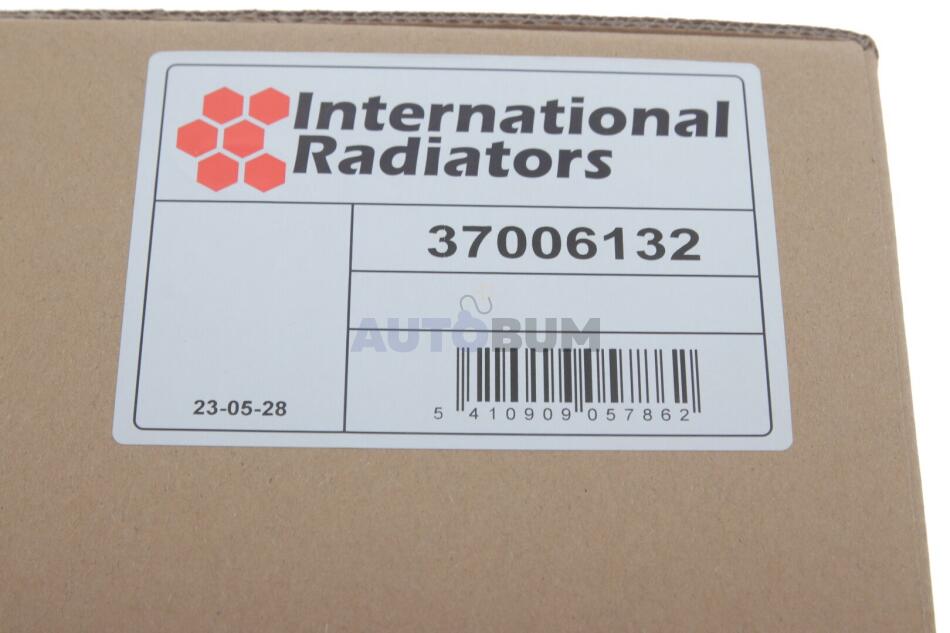 International
Radiators
37006132
AUTOBUM
23-05-28
5 410909 057862